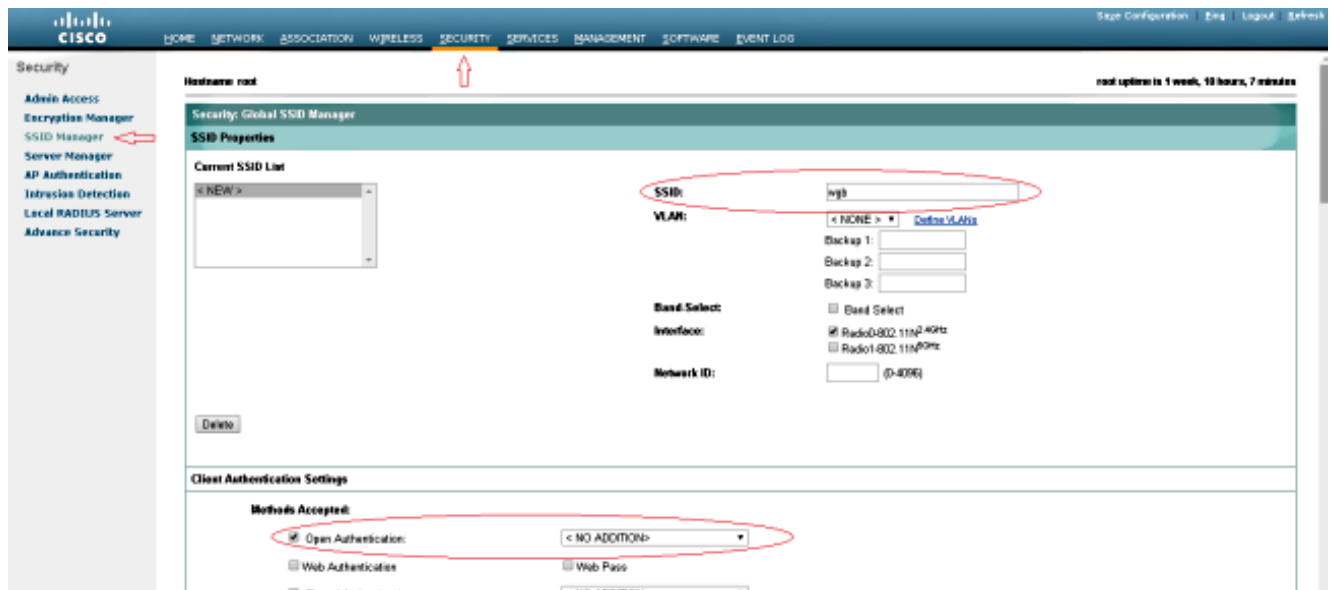 Save Configuration | Ping | Logout | Refresh
CISCO
HOME NETWORK ASSOCIATION WIRELESS SECURITY SERVICES MANAGEMENT SOFTWARE EVENT LOG
Security
Admin Access
Encryption Manager
SSID Manager
Server Manager
AP Authentication
Intrusion Detection
Local RADIUS Server
Advance Security
Hostname root
root uptime is 1 week, 10 hours, 7 minutes
Security: Global SSID Manager
SSID Properties
Current SSID List
< NEW >
SSID:
wgb
VLAN:
< NONE >
Define VLANs
Backup 1:
Backup 2:
Backup 3:
Band-Select:
Band Select
Interface:
Radio0-802.11N2.4GHz
Radio1-802.11N5GHz
Network ID:
(0-4096)
Delete
Client Authentication Settings
Methods Accepted:
Open Authentication:
< NO ADDITION>
Web Authentication
Web Pass